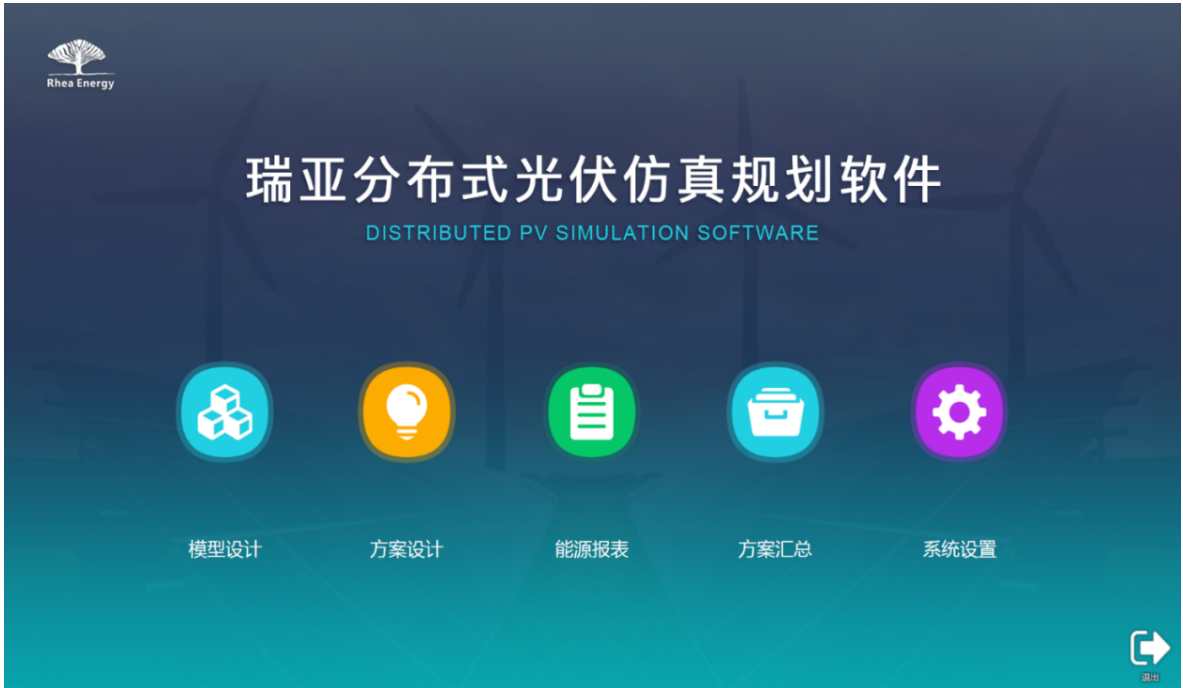 Rhea Energy
瑞亚分布式光伏仿真规划软件
DISTRIBUTED PV SIMULATION SOFTWARE
模型设计 方案设计 能源报表 方案汇总 系统设置
退出